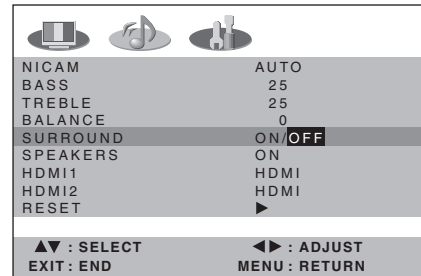 NICAM AUTO
BASS 25
TREBLE 25
BALANCE 0
SURROUND ON/OFF
SPEAKERS ON
HDMI1 HDMI
HDMI2 HDMI
RESET ▶
▲▼ : SELECT ◀▶ : ADJUST
EXIT : END MENU : RETURN